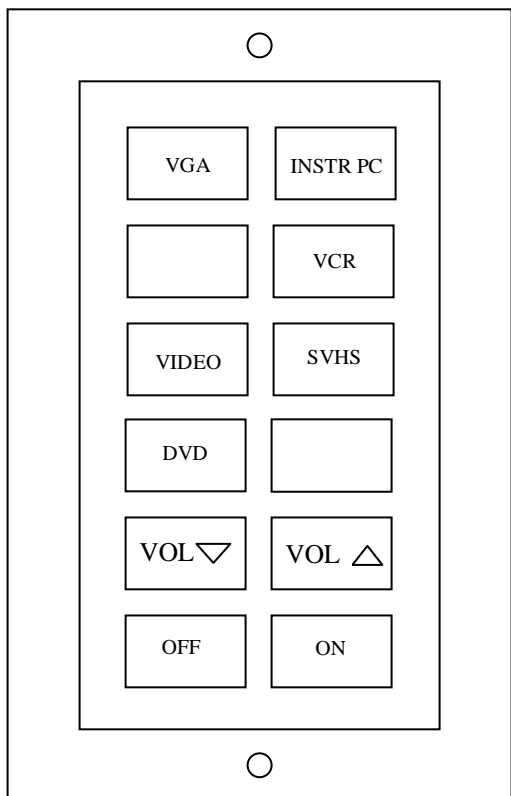 VGA INSTR PC
VCR
VIDEO SVHS
DVD
VOL VOL
OFF ON